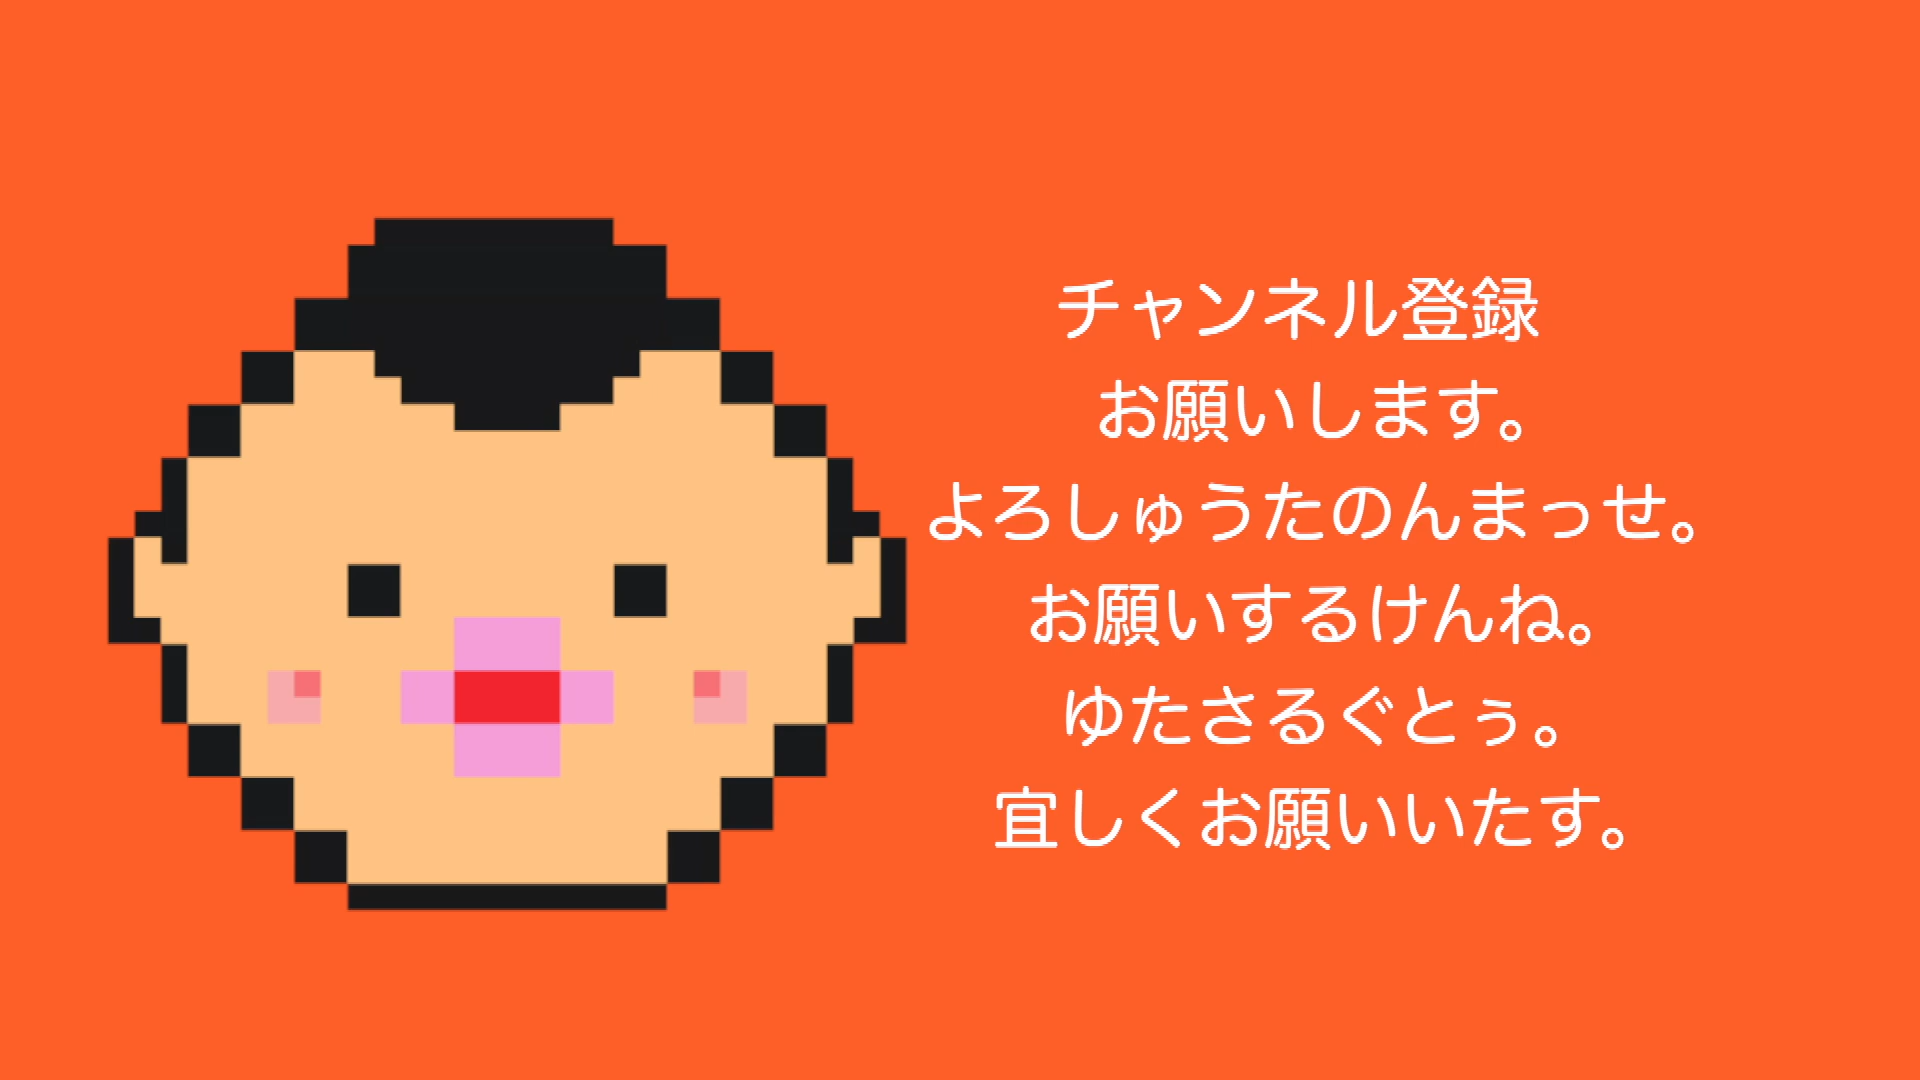 チャンネル登録
お願いします。
よろしゅうたのんまっせ。
お願いするけんね。
ゆたさるぐとぅ。
宜しくお願いいたす。